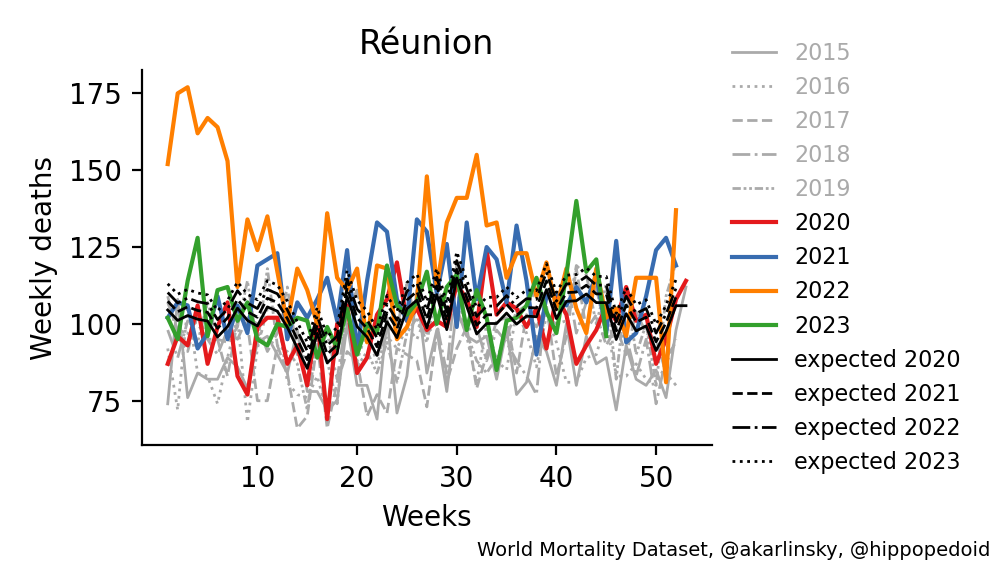 Réunion
175
150
125
100
75
Weekly deaths
10
20
30
40
50
Weeks
2015
2016
2017
2018
2019
2020
2021
2022
2023
expected 2020
expected 2021
expected 2022
expected 2023
World Mortality Dataset, @akarlinsky, @hippopedoid